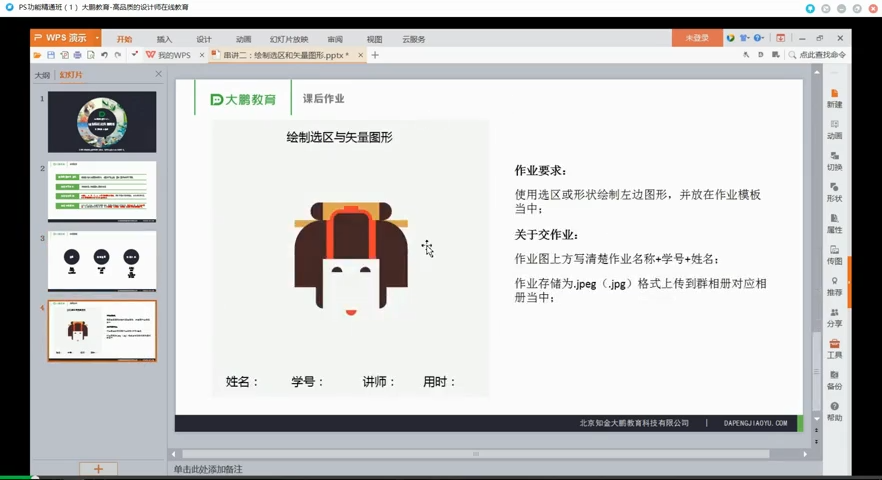 PS功能精通班（1）大鹏教育-高品质的设计师在线教育
WPS 演示
开始
插入
设计
动画
幻灯片放映
审阅
视图
云服务
未登录
我的WPS
串讲二：绘制选区和矢量图形.pptx *
点此查找命令
大纲
幻灯片
1
2
3
4
大鹏教育
课后作业
绘制选区与矢量图形
姓名：
学号：
讲师：
用时：
作业要求：
使用选区或形状绘制左边图形，并放在作业模板
当中；
关于交作业：
作业图上方写清楚作业名称+学号+姓名；
作业存储为.jpeg（.jpg）格式上传到群相册对应相
册当中；
北京知金大鹏教育科技有限公司 | DAPENGJIAOYU.COM
新建
动画
切换
形状
属性
传图
推荐
分享
工具
备份
帮助
单击此处添加备注